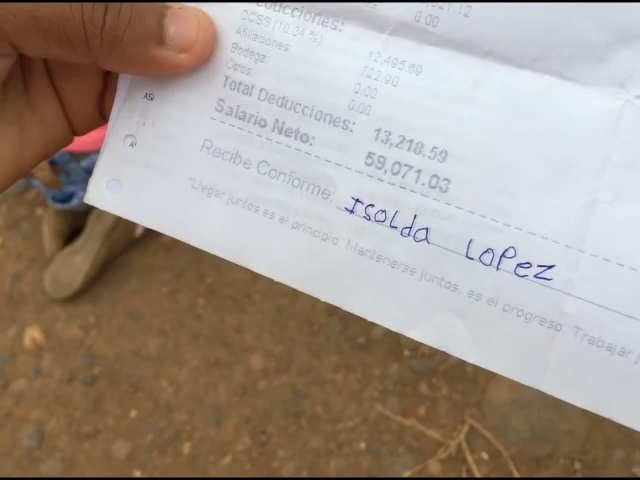 Deducciones:
0.00
CCSS (10.34 %): 12,495.69
Afiliaciones: 722.90
Bodega: 0.00
Otros: 0.00
Total Deducciones: 13,218.59
Salario Neto: 59,071.03
Recibe Conforme: Isolda Lopez
"Llegar juntos es el principio. Mantenerse juntos, es el progreso. Trabajar j